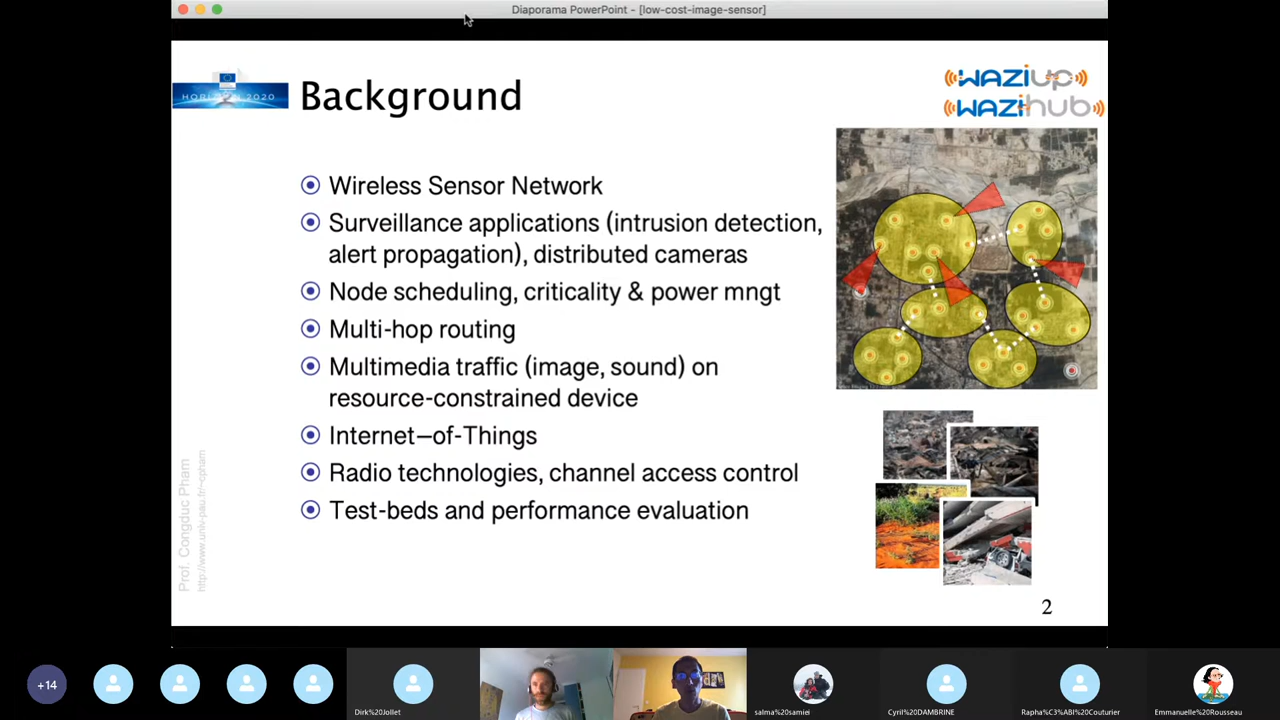 Diaporama PowerPoint - [low-cost-image-sensor]
HORIZON 2020
Background
WAZIUP
WAZIhub
Wireless Sensor Network
Surveillance applications (intrusion detection,
alert propagation), distributed cameras
Node scheduling, criticality & power mngt
Multi-hop routing
Multimedia traffic (image, sound) on
resource-constrained device
Internet–of-Things
Radio technologies, channel access control
Test-beds and performance evaluation
Prof. Congduc Pham
http://www.univ-pau.fr/~cpham
2
+14
Dirk%20Jollet
salma%20samiei
Cyril%20DAMBRINE
Rapha%C3%ABl%20Couturier
Emmanuelle%20Rousseau